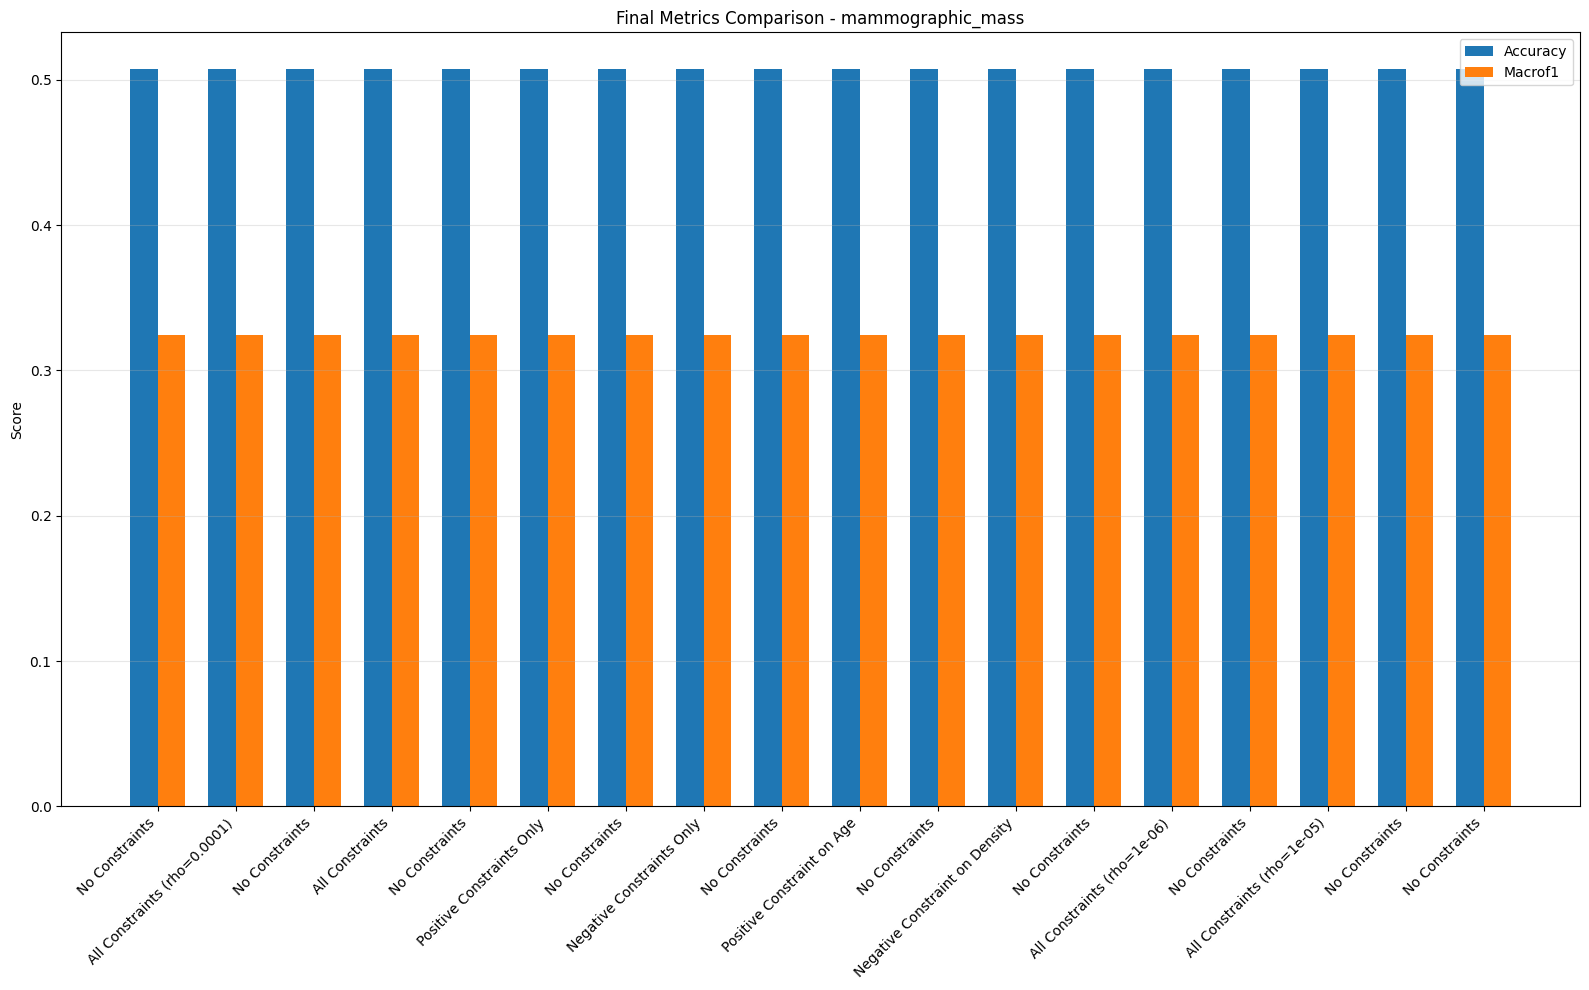 Final Metrics Comparison - mammographic_mass
Accuracy
Macrof1
Score
0.5
0.4
0.3
0.2
0.1
0.0
No Constraints
All Constraints (rho=0.0001)
No Constraints
All Constraints
No Constraints
Positive Constraints Only
No Constraints
Negative Constraints Only
No Constraints
Positive Constraint on Age
No Constraints
Negative Constraint on Density
No Constraints
All Constraints (rho=1e-06)
No Constraints
All Constraints (rho=1e-05)
No Constraints
No Constraints